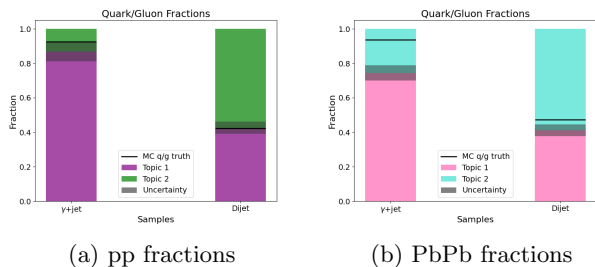 Quark/Gluon Fractions
1.0
0.8
0.6
0.4
0.2
0.0
Fraction
MC q/g truth
Topic 1
Topic 2
Uncertainty
γ+jet
Dijet
Samples
(a) pp fractions
Quark/Gluon Fractions
1.0
0.8
0.6
0.4
0.2
0.0
Fraction
MC q/g truth
Topic 1
Topic 2
Uncertainty
γ+jet
Dijet
Samples
(b) PbPb fractions